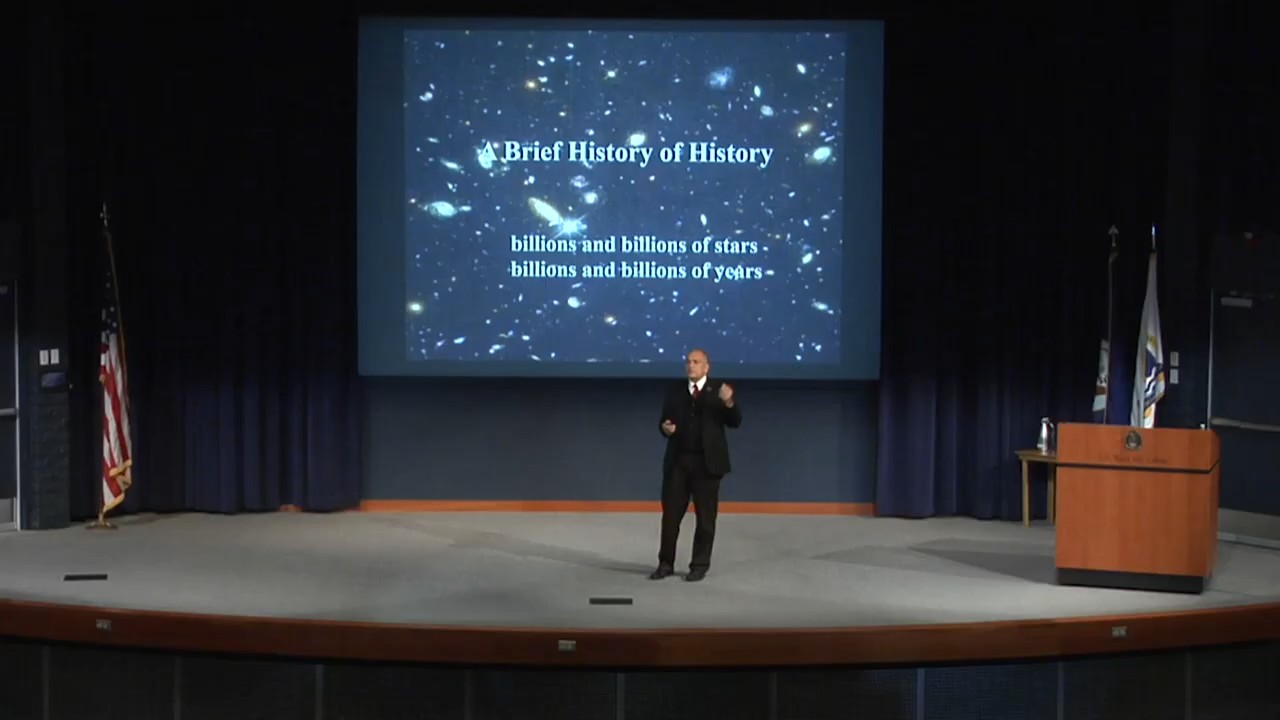 A Brief History of History
billions and billions of stars
billions and billions of years